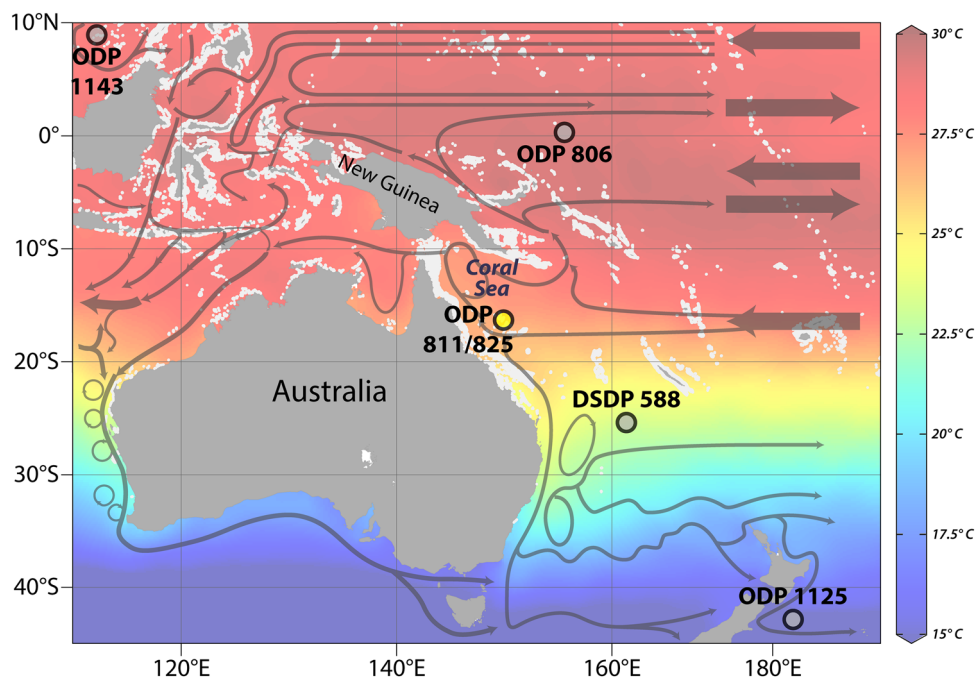 10°N
0°
10°S
20°S
30°S
40°S
120°E
140°E
160°E
180°E
ODP
1143
New Guinea
ODP 806
Coral
Sea
ODP
811/825
Australia
DSDP 588
ODP 1125
30°C
27.5°C
25°C
22.5°C
20°C
17.5°C
15°C